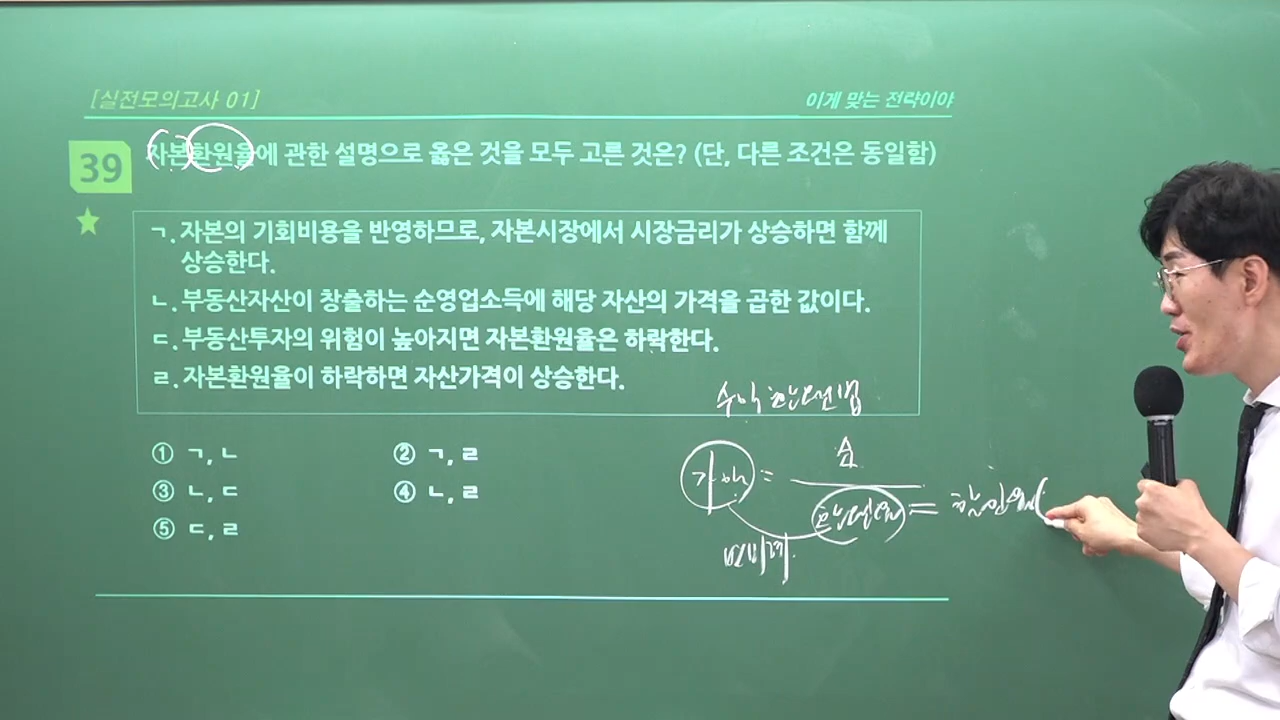 [실전모의고사 01]
이게 맞는 전략이야
39
자본환원율에 관한 설명으로 옳은 것을 모두 고른 것은? (단, 다른 조건은 동일함)
ㄱ. 자본의 기회비용을 반영하므로, 자본시장에서 시장금리가 상승하면 함께
상승한다.
ㄴ. 부동산자산이 창출하는 순영업소득에 해당 자산의 가격을 곱한 값이다.
ㄷ. 부동산투자의 위험이 높아지면 자본환원율은 하락한다.
ㄹ. 자본환원율이 하락하면 자산가격이 상승한다.
수익환원법
① ㄱ, ㄴ
② ㄱ, ㄹ
③ ㄴ, ㄷ
④ ㄴ, ㄹ
⑤ ㄷ, ㄹ
순
= 환원율 = 할인율(
반비례